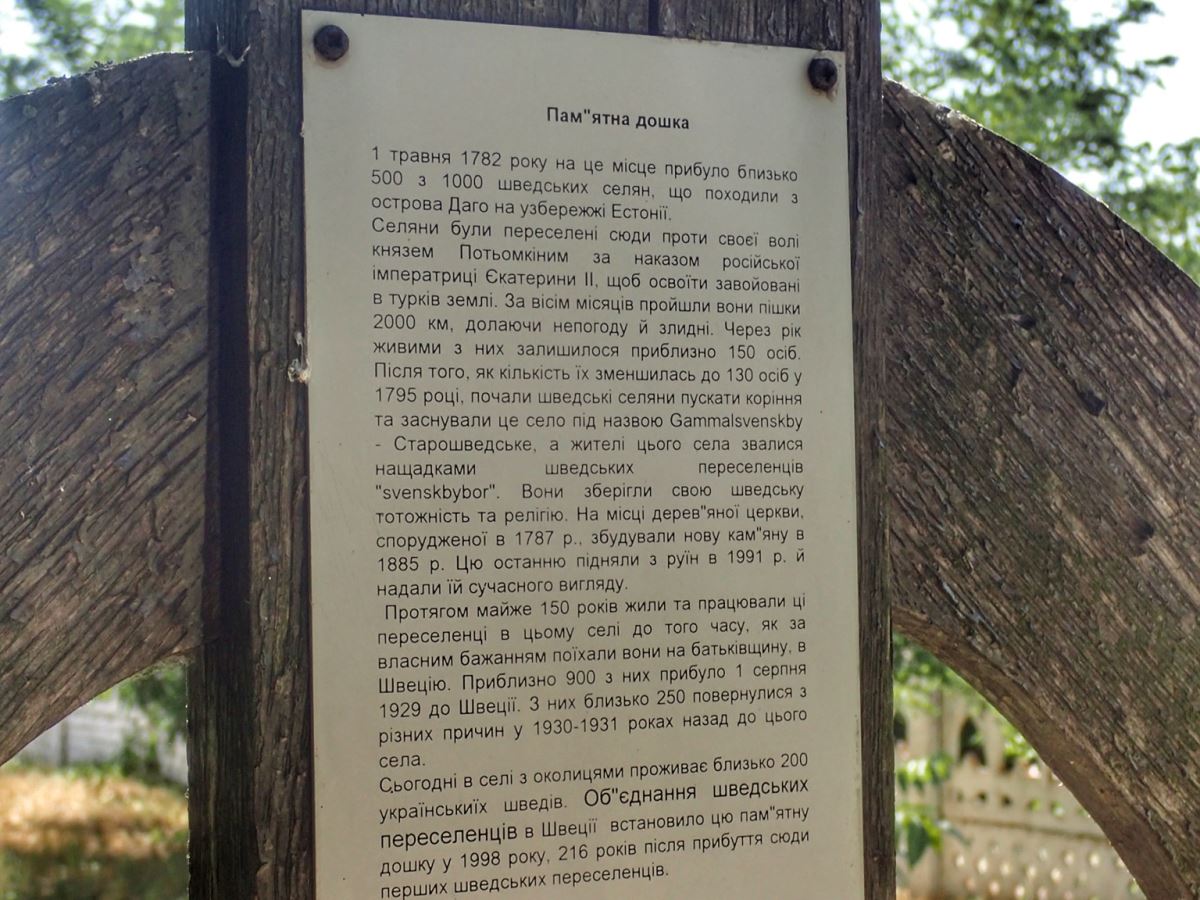 Пам"ятна дошка
1 травня 1782 року на це місце прибуло близько
500 з 1000 шведських селян, що походили з
острова Даго на узбережжі Естонії.
Селяни були переселені сюди проти своєї волі
князем Потьомкіним за наказом російської
імператриці Єкатерини II, щоб освоїти завойовані
в турків землі. За вісім місяців пройшли вони пішки
2000 км, долаючи непогоду й злидні. Через рік
живими з них залишилося приблизно 150 осіб.
Після того, як кількість їх зменшилась до 130 осіб у
1795 році, почали шведські селяни пускати коріння
та заснували це село під назвою Gammalsvenskby
- Старошведське, а жителі цього села звалися
нащадками шведських переселенців
"svenskbybor". Вони зберігли свою шведську
тотожність та релігію. На місці дерев"яної церкви,
спорудженої в 1787 р., збудували нову кам"яну в
1885 р. Цю останню підняли з руїн в 1991 р. й
надали їй сучасного вигляду.
Протягом майже 150 років жили та працювали ці
переселенці в цьому селі до того часу, як за
власним бажанням поїхали вони на батьківщину, в
Швецію. Приблизно 900 з них прибуло 1 серпня
1929 до Швеції. З них близько 250 повернулися з
різних причин у 1930-1931 роках назад до цього
села.
Сьогодні в селі з околицями проживає близько 200
українськиїх шведів. Об"єднання шведських
переселенців в Швеції встановило цю пам"ятну
дошку у 1998 року, 216 років після прибуття сюди
перших шведських переселенців.